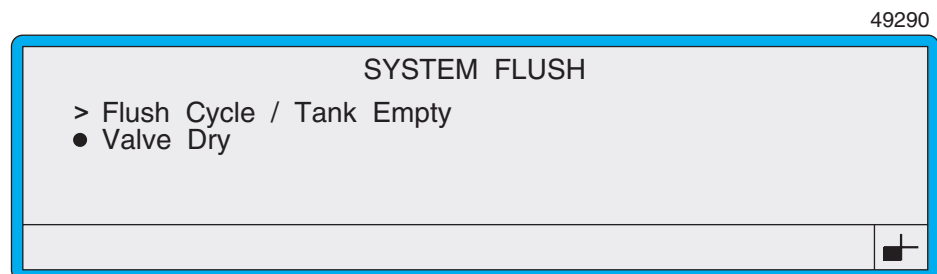 49290
SYSTEM FLUSH
> Flush Cycle / Tank Empty
● Valve Dry